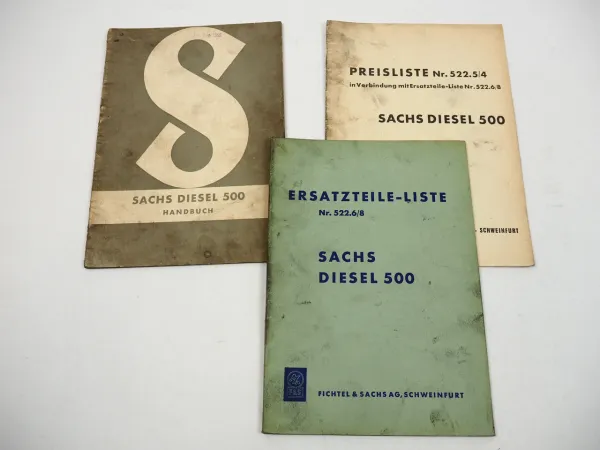 S
SACHS DIESEL 500
HANDBUCH
PREISLISTE Nr. 522.5/4
in Verbindung mit Ersatzteile-Liste Nr. 522.6/8
SACHS DIESEL 500
, SCHWEINFURT
ERSATZTEILE-LISTE
Nr. 522.6/8
SACHS
DIESEL 500
F&S
FICHTEL & SACHS AG, SCHWEINFURT